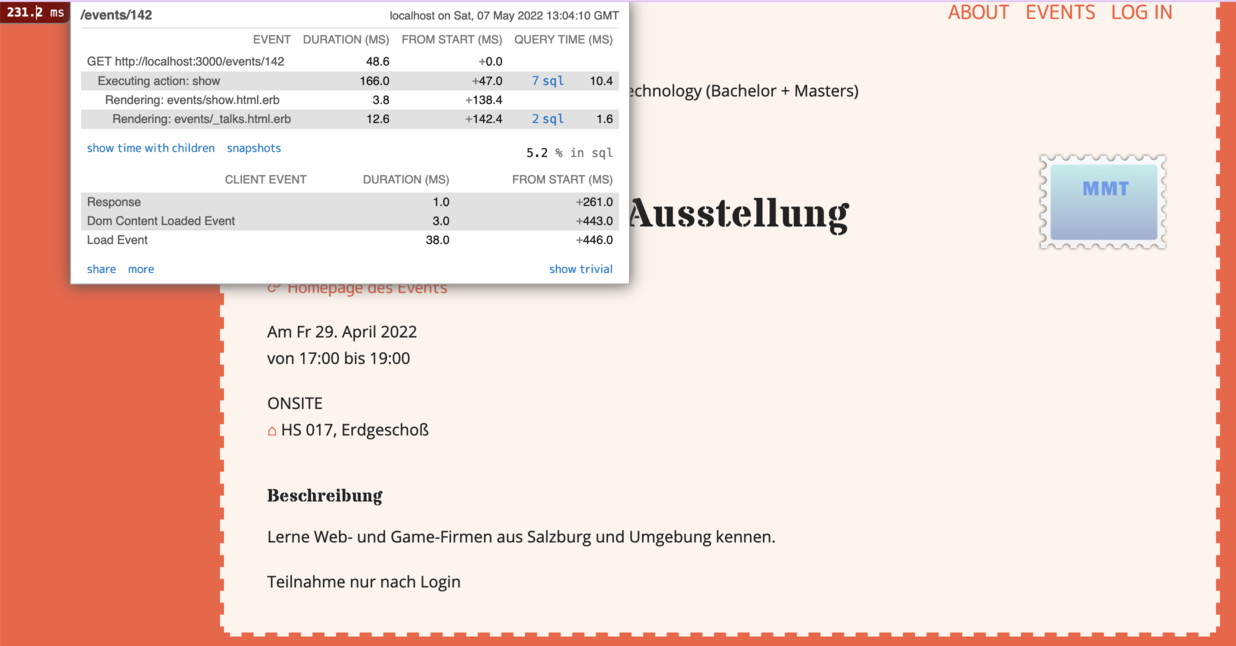 231.2 ms
/events/142 localhost on Sat, 07 May 2022 13:04:10 GMT
EVENT DURATION (MS) FROM START (MS) QUERY TIME (MS)
GET http://localhost:3000/events/142 48.6 +0.0
Executing action: show 166.0 +47.0 7 sql 10.4
Rendering: events/show.html.erb 3.8 +138.4
Rendering: events/_talks.html.erb 12.6 +142.4 2 sql 1.6
show time with children snapshots
5.2 % in sql
CLIENT EVENT DURATION (MS) FROM START (MS)
Response 1.0 +261.0
Dom Content Loaded Event 3.0 +443.0
Load Event 38.0 +446.0
share more show trivial
ABOUT EVENTS LOG IN
echnology (Bachelor + Masters)
Ausstellung
MMT
Homepage des Events
Am Fr 29. April 2022
von 17:00 bis 19:00
ONSITE
⌂ HS 017, Erdgeschoß
Beschreibung
Lerne Web- und Game-Firmen aus Salzburg und Umgebung kennen.
Teilnahme nur nach Login